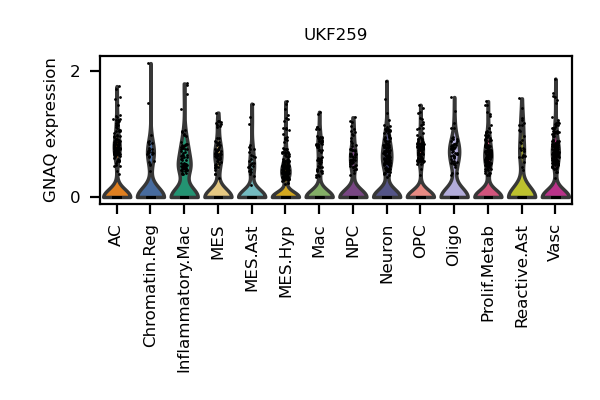 UKF259
GNAQ expression
2
0
AC
Chromatin.Reg
Inflammatory.Mac
MES
MES.Ast
MES.Hyp
Mac
NPC
Neuron
OPC
Oligo
Prolif.Metab
Reactive.Ast
Vasc